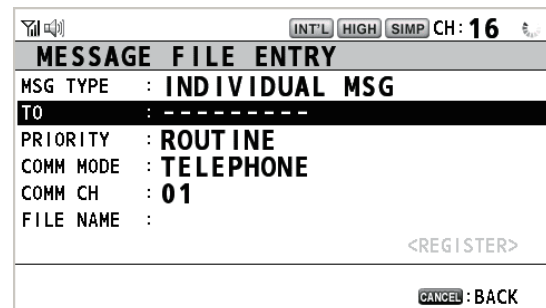 INT'L HIGH SIMP CH: 16
MESSAGE FILE ENTRY
MSG TYPE : INDIVIDUAL MSG
TO : ---------
PRIORITY : ROUTINE
COMM MODE : TELEPHONE
COMM CH : 01
FILE NAME :
<REGISTER>
CANCEL : BACK